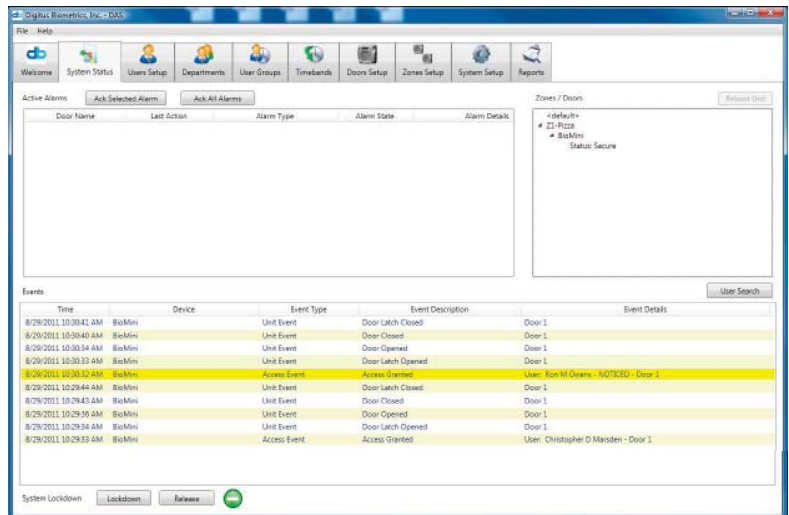 Digitus Biometrics, Inc. - DAS
File Help
Welcome System Status Users Setup Departments User Groups Timebands Doors Setup Zones Setup System Setup Reports
Active Alarms Ack Selected Alarm Ack All Alarms Zones / Doors Reboot Unit
Door Name Last Action Alarm Type Alarm State Alarm Details
<default>
Z1-Pizza
BioMini
Status: Secure
Events User Search
Time Device Event Type Event Description Event Details
8/29/2011 10:30:41 AM BioMini Unit Event Door Latch Closed Door 1
8/29/2011 10:30:40 AM BioMini Unit Event Door Closed Door 1
8/29/2011 10:30:34 AM BioMini Unit Event Door Opened Door 1
8/29/2011 10:30:33 AM BioMini Unit Event Door Latch Opened Door 1
8/29/2011 10:30:32 AM BioMini Access Event Access Granted User: Ron M Owens - NOTICED - Door 1
8/29/2011 10:29:44 AM BioMini Unit Event Door Latch Closed Door 1
8/29/2011 10:29:43 AM BioMini Unit Event Door Closed Door 1
8/29/2011 10:29:36 AM BioMini Unit Event Door Opened Door 1
8/29/2011 10:29:34 AM BioMini Unit Event Door Latch Opened Door 1
8/29/2011 10:29:33 AM BioMini Access Event Access Granted User: Christopher D Marsden - Door 1
System Lockdown Lockdown Release